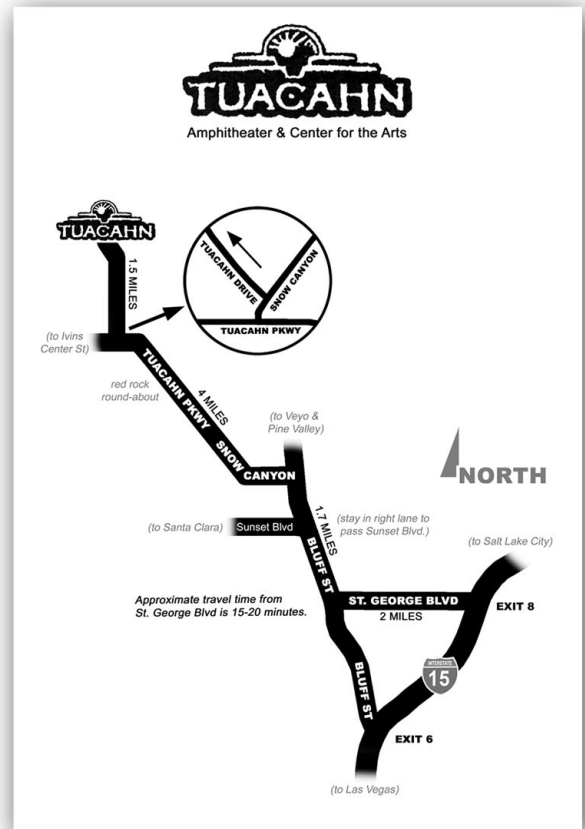 TUACAHN
Amphitheater & Center for the Arts
TUACAHN
1.5 MILES
TUACAHN DRIVE
SNOW CANYON
TUACAHN PKWY
(to Ivins
Center St)
red rock
round-about
TUACAHN PKWY
4 MILES
SNOW
CANYON
(to Veyo &
Pine Valley)
NORTH
(to Santa Clara)
Sunset Blvd
1.7 MILES
(stay in right lane to
pass Sunset Blvd.)
(to Salt Lake City)
BLUFF ST
Approximate travel time from
St. George Blvd is 15-20 minutes.
ST. GEORGE BLVD
2 MILES
EXIT 8
BLUFF ST
INTERSTATE
15
EXIT 6
(to Las Vegas)